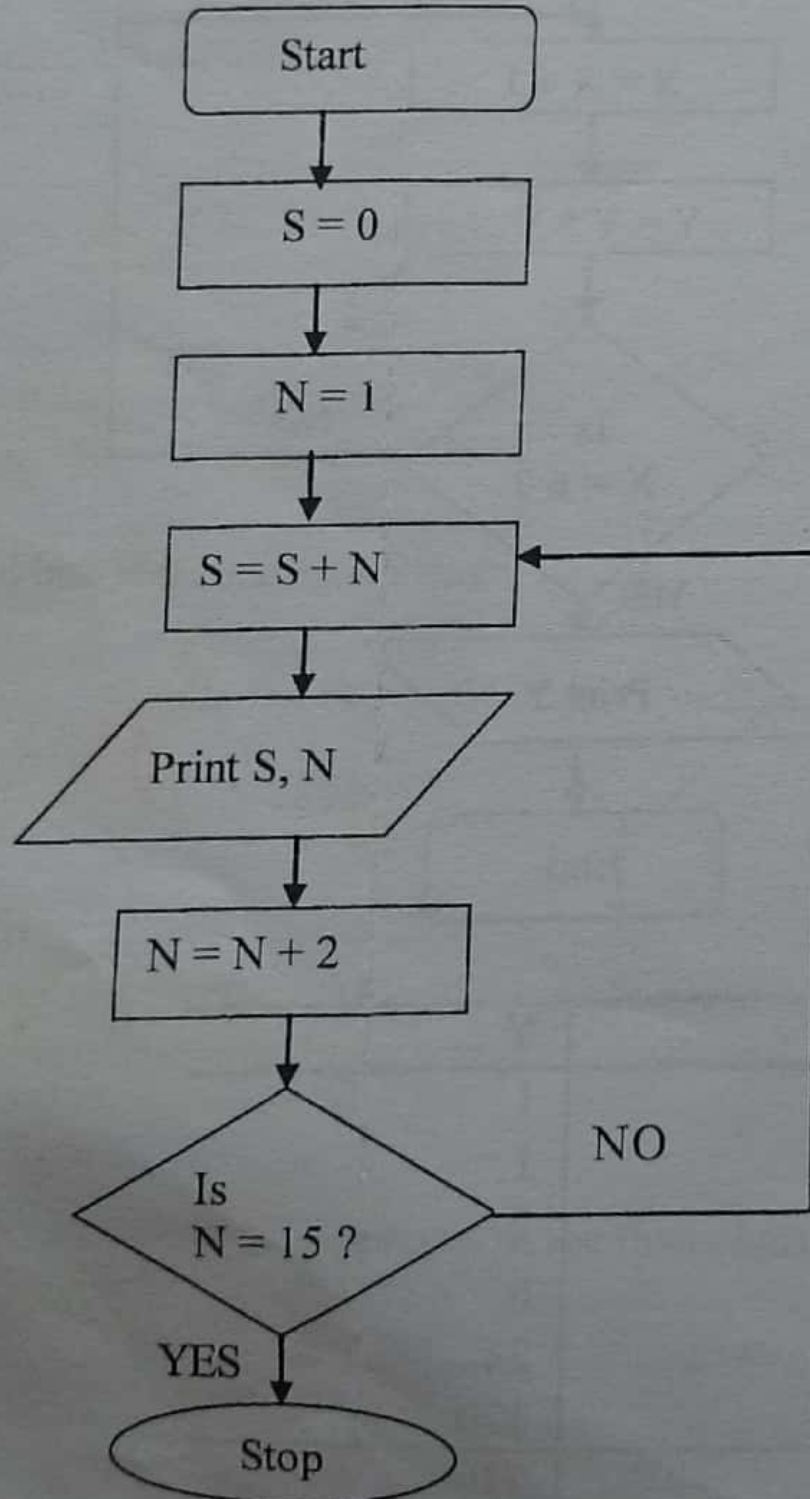 Start
S = 0
N = 1
S = S + N
Print S, N
N = N + 2
Is
N = 15 ?
NO
YES
Stop